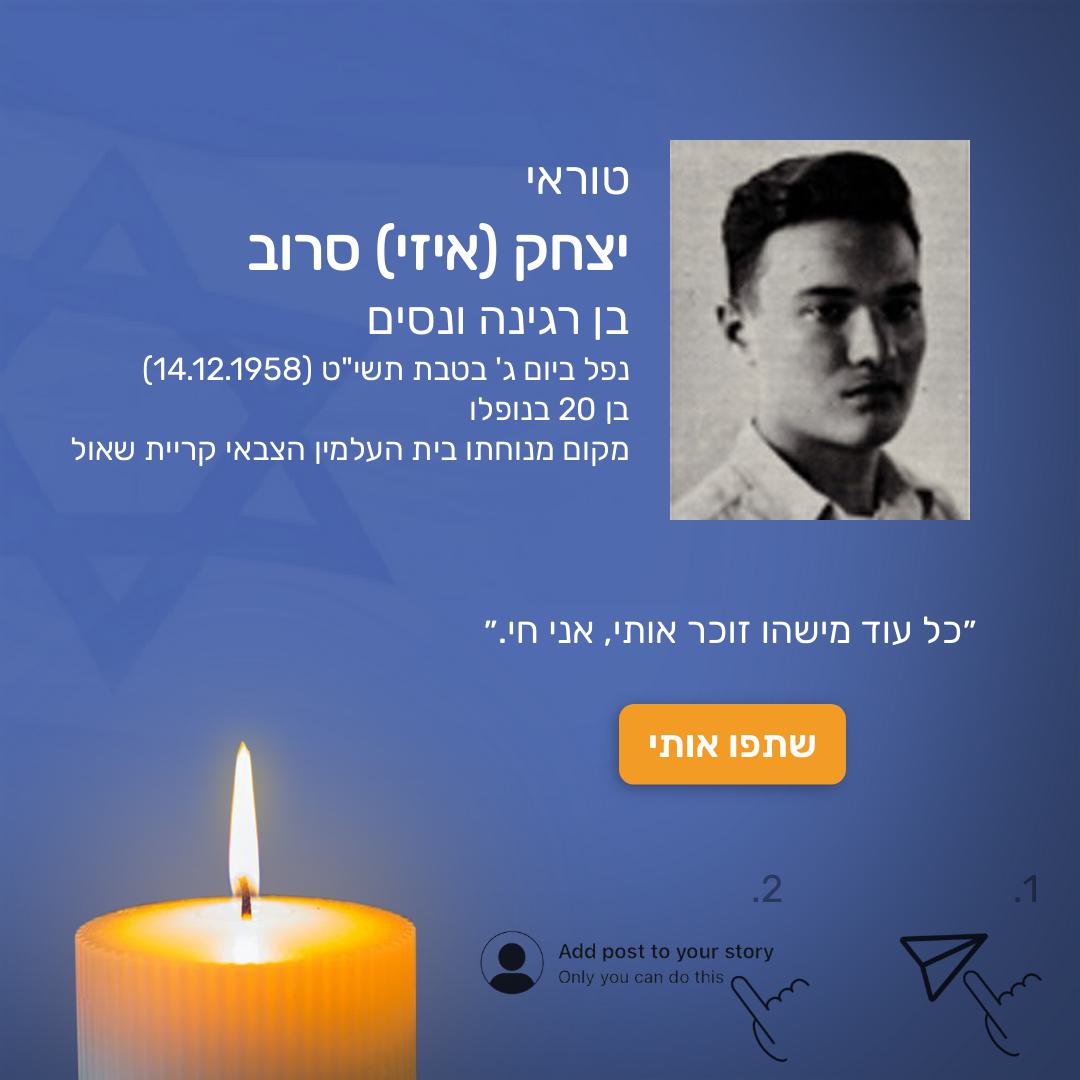 טוראי
יצחק (איזי) סרוב
בן רגינה ונסים
נפל ביום ג' בטבת תשי"ט (14.12.1958)
בן 20 בנופלו
מקום מנוחתו בית העלמין הצבאי קריית שאול
״כל עוד מישהו זוכר אותי, אני חי.״
שתפו אותי
.1
.2
Add post to your story
Only you can do this